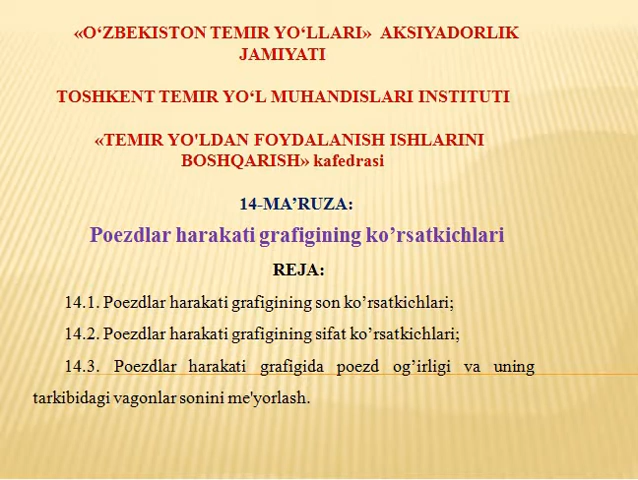 «O‘ZBEKISTON TEMIR YO‘LLARI» AKSIYADORLIK
JAMIYATI
TOSHKENT TEMIR YO‘L MUHANDISLARI INSTITUTI
«TEMIR YO'LDAN FOYDALANISH ISHLARINI
BOSHQARISH» kafedrasi
14-MA’RUZA:
Poezdlar harakati grafigining ko’rsatkichlari
REJA:
14.1. Poezdlar harakati grafigining son ko’rsatkichlari;
14.2. Poezdlar harakati grafigining sifat ko’rsatkichlari;
14.3. Poezdlar harakati grafigida poezd og’irligi va uning
tarkibidagi vagonlar sonini me'yorlash.